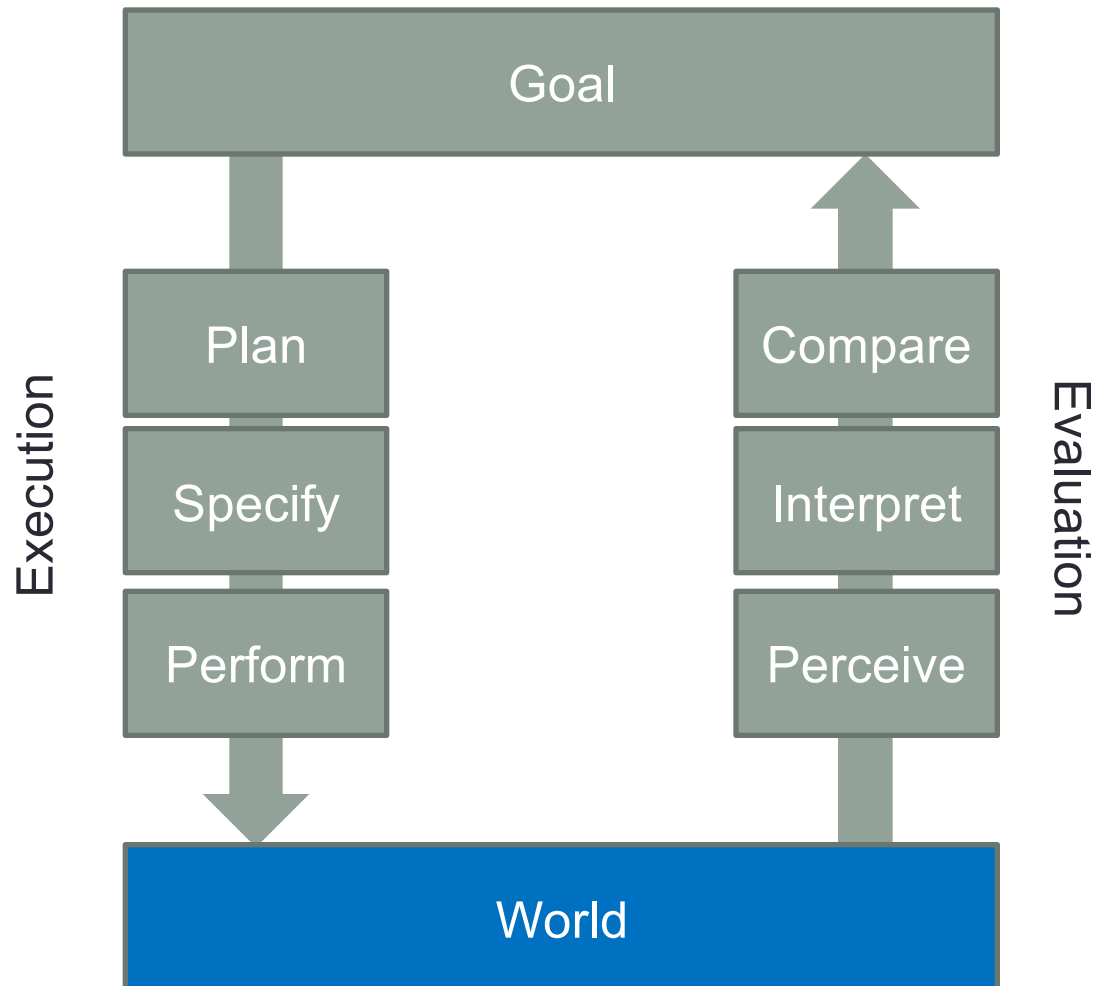 Goal
Execution
Plan
Specify
Perform
Compare
Interpret
Perceive
Evaluation
World